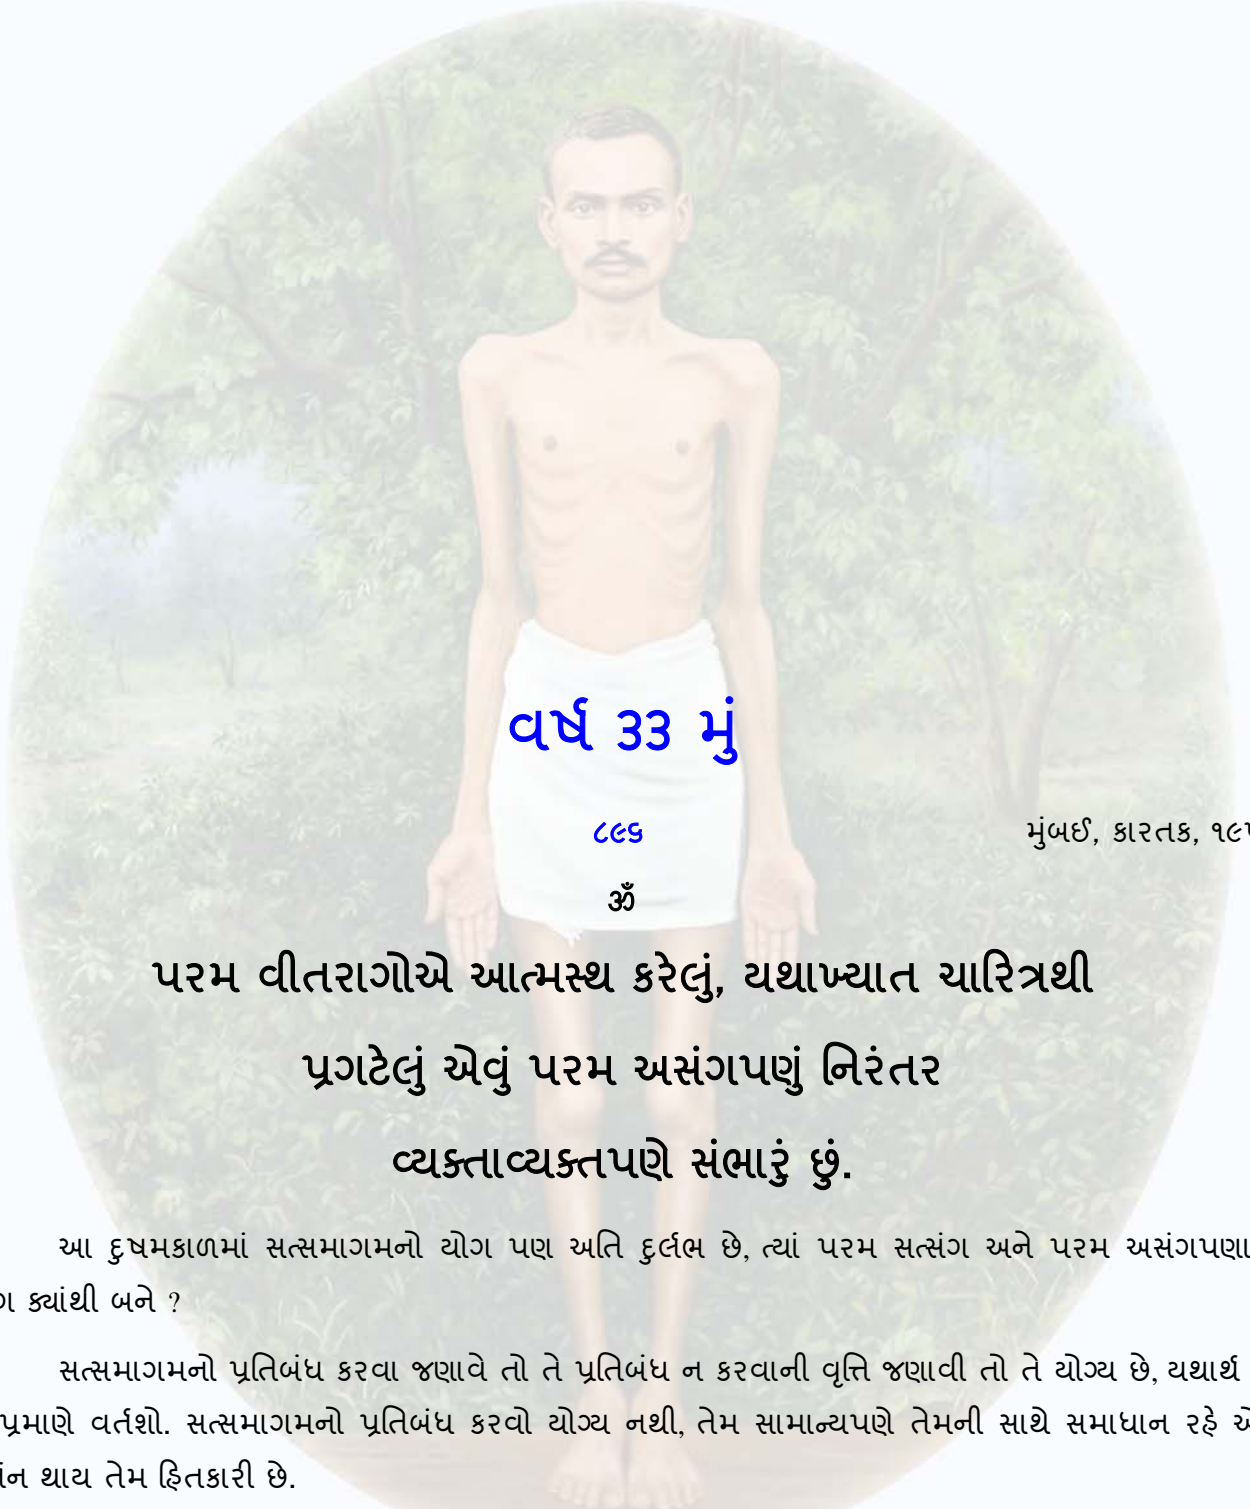 વર્ષ ૩૩ મું
૮૯૬ મુંબઈ, કારતક,
ૐ
પરમ વીતરાગોએ આત્મસ્થ કરેલું, યથાખ્યાત ચારિત્રથી
પ્રગટેલું એવું પરમ અસંગપણું નિરંતર
વ્યક્તાવ્યક્તપણે સંભારું છું.
આ દુષમકાળમાં સત્સમાગમનો યોગ પણ અતિ દુર્લભ છે, ત્યાં પરમ સત્સંગ અને પરમ અસંગપણા
ક્યાંથી બને ?
સત્સમાગમનો પ્રતિબંધ કરવા જણાવે તો તે પ્રતિબંધ ન કરવાની વૃત્તિ જણાવી તો તે યોગ્ય છે, યથાર્થ
પ્રમાણે વર્તશો. સત્સમાગમનો પ્રતિબંધ કરવો યોગ્ય નથી, તેમ સામાન્યપણે તેમની સાથે સમાધાન રહે
થાય તેમ હિતકારી છે.